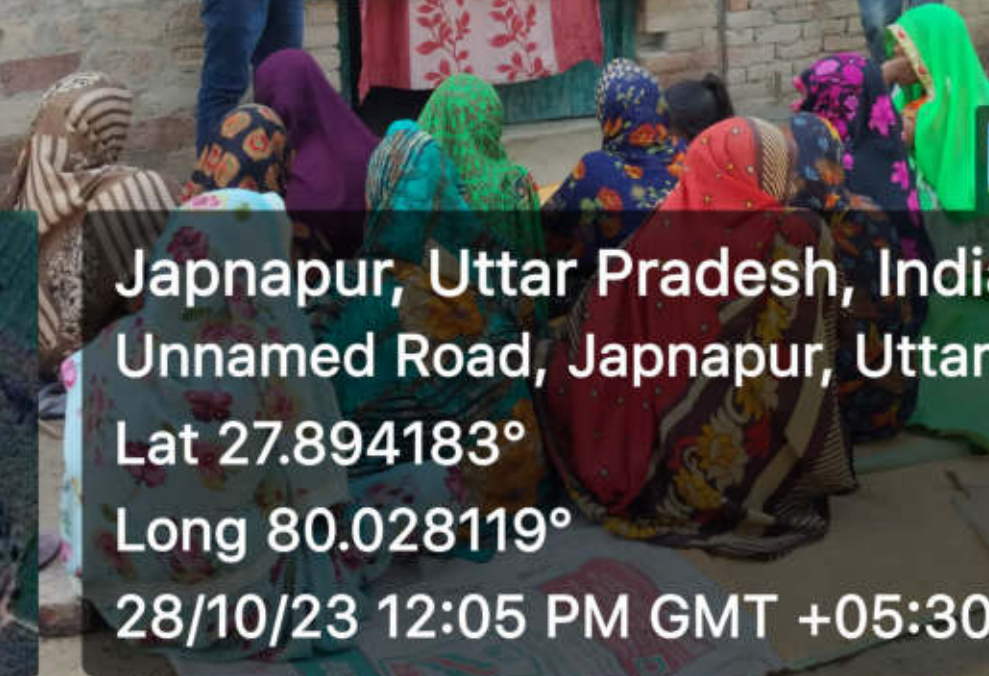 Japnapur, Uttar Pradesh, India
Unnamed Road, Japnapur, Uttar
Lat 27.894183°
Long 80.028119°
28/10/23 12:05 PM GMT +05:30